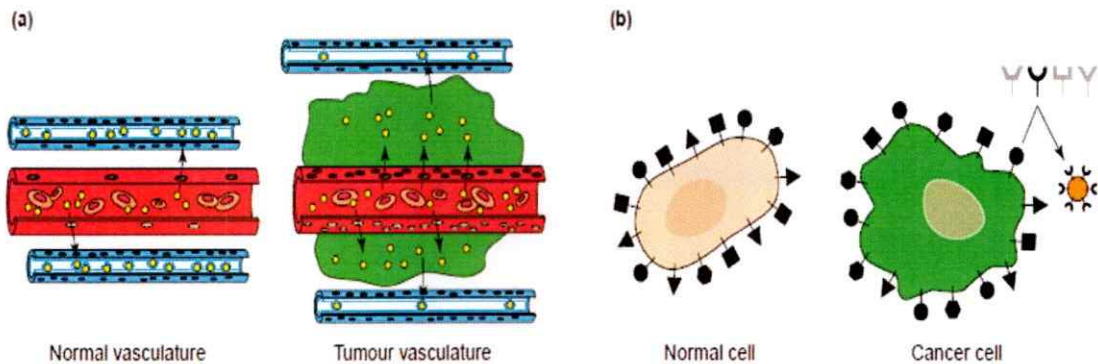 (a)
(b)
Normal vasculature
Tumour vasculature
Normal cell
Cancer cell